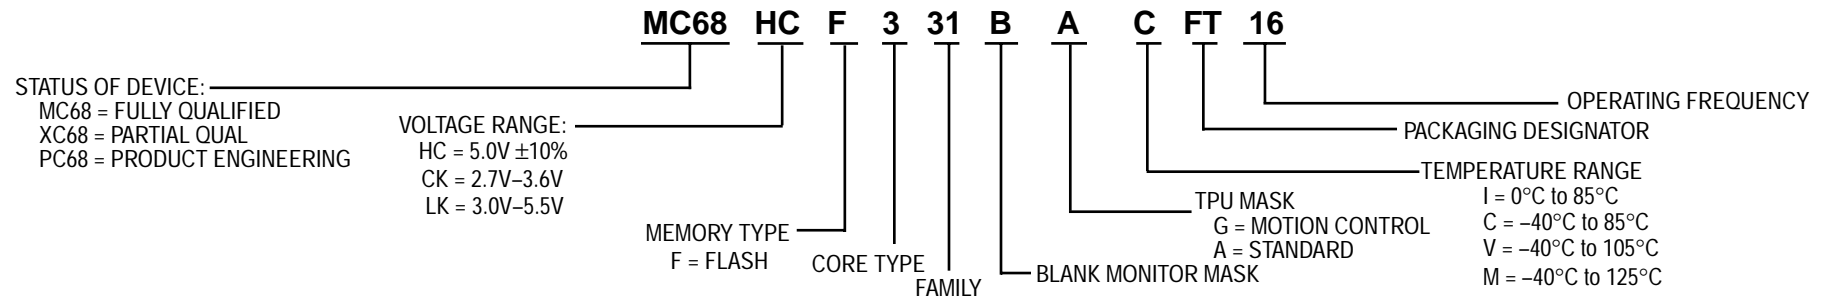 MC68 HC F 3 31 B A C FT 16
STATUS OF DEVICE:
MC68 = FULLY QUALIFIED
XC68 = PARTIAL QUAL
PC68 = PRODUCT ENGINEERING
VOLTAGE RANGE:
HC = 5.0V ±10%
CK = 2.7V–3.6V
LK = 3.0V–5.5V
MEMORY TYPE
F = FLASH
CORE TYPE
FAMILY
BLANK MONITOR MASK
TPU MASK
G = MOTION CONTROL
A = STANDARD
TEMPERATURE RANGE
I = 0°C to 85°C
C = –40°C to 85°C
V = –40°C to 105°C
M = –40°C to 125°C
PACKAGING DESIGNATOR
OPERATING FREQUENCY